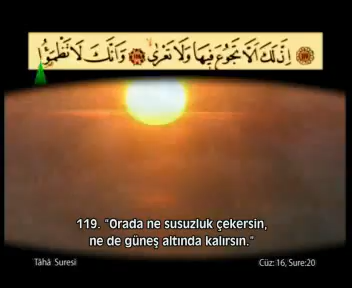 إِنَّ لَكَ أَلَّا تَجُوعَ فِيهَا وَلَا تَعْرَىٰ ﴿١١٨﴾ وَأَنَّكَ لَا تَظْمَؤُا
119. "Orada ne susuzluk çekersin,
ne de güneş altında kalırsın."
Tâhâ Suresi
Cüz: 16, Sure:20